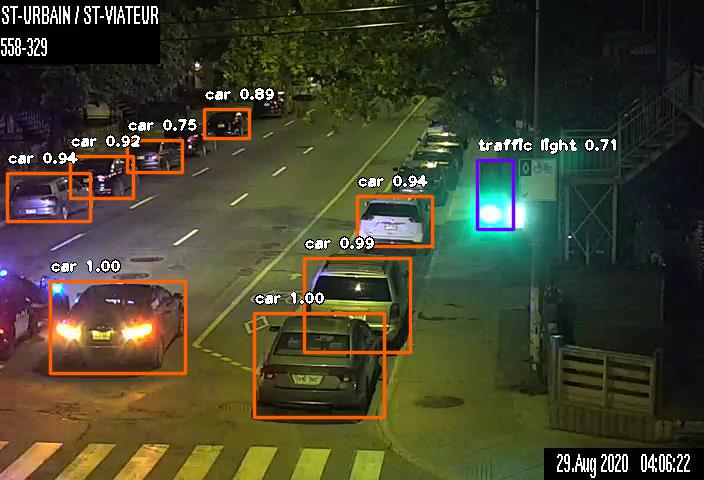 ST-URBAIN / ST-VIATEUR
558-329
car 0.89
car 0.75
car 0.92
car 0.94
traffic light 0.71
car 0.94
car 0.99
car 1.00
car 1.00
29.Aug 2020 04:06:22